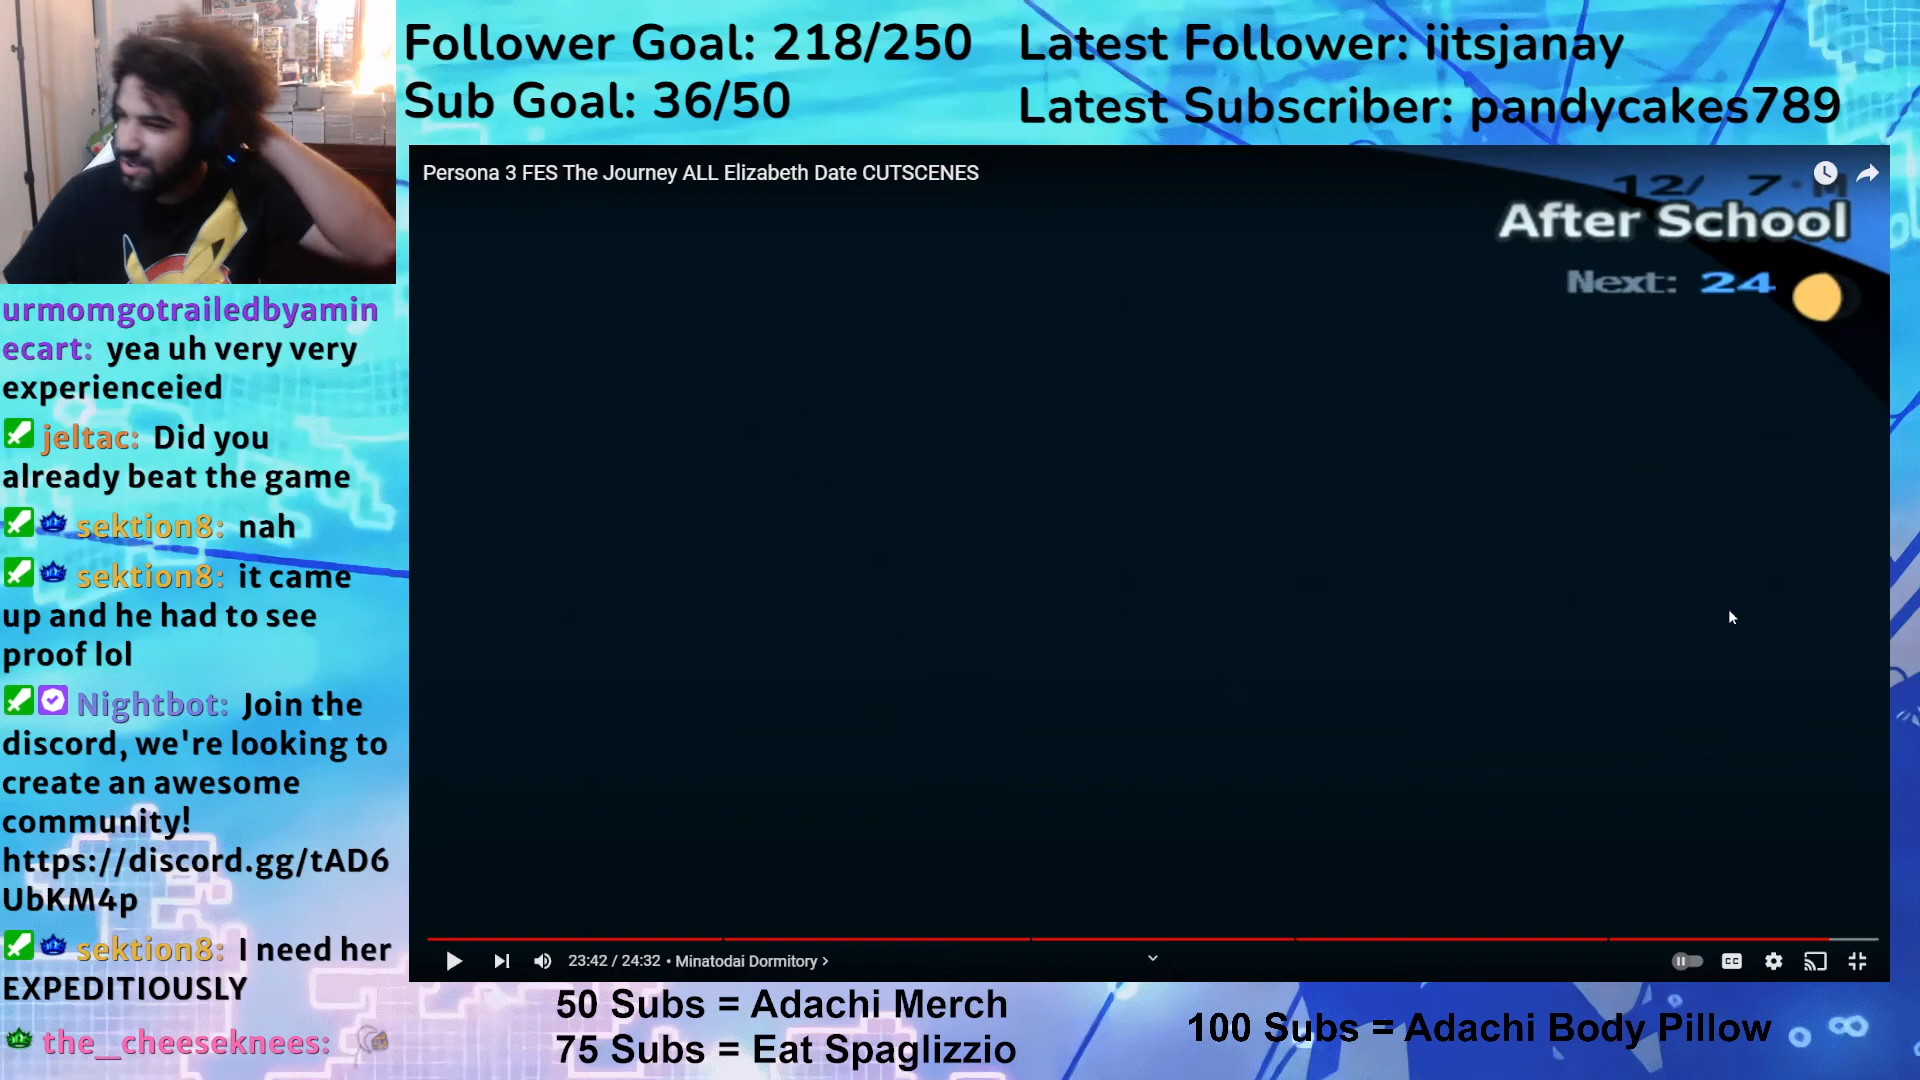 Follower Goal: 218/250
Sub Goal: 36/50
Latest Follower: iitsjanay
Latest Subscriber: pandycakes789
Persona 3 FES The Journey ALL Elizabeth Date CUTSCENES
12/ 7·M
After School
Next: 24
urmomgotrailedbyamin
ecart: yea uh very very
experienceied
jeltac: Did you
already beat the game
sektion8: nah
sektion8: it came
up and he had to see
proof lol
Nightbot: Join the
discord, we're looking to
create an awesome
community!
https://discord.gg/tAD6
UbKM4p
sektion8: I need her
EXPEDITIOUSLY
the__cheeseknees:
23:42 / 24:32 • Minatodai Dormitory >
CC
50 Subs = Adachi Merch
75 Subs = Eat Spaglizzio
100 Subs = Adachi Body Pillow